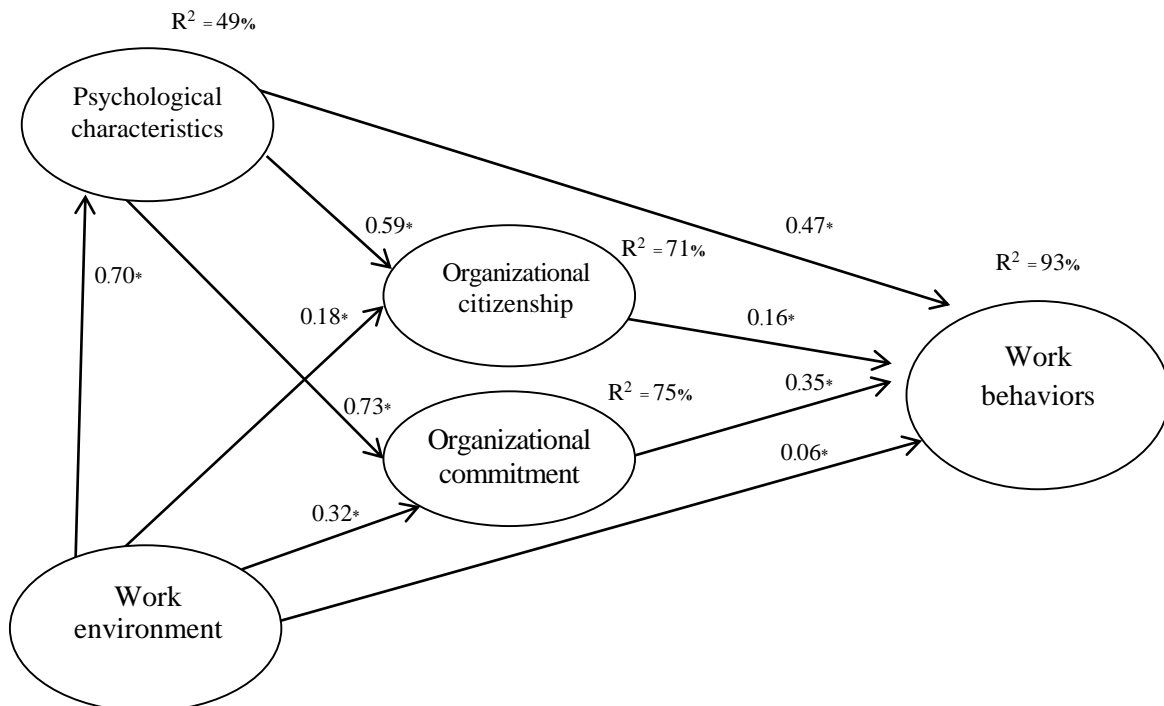 R² = 49%
Psychological
characteristics
0.59*
0.47*
R² = 71%
R² = 93%
0.70*
Organizational
citizenship
0.18*
0.16*
Work
behaviors
R² = 75%
0.35*
0.73*
Organizational
commitment
0.06*
0.32*
Work
environment